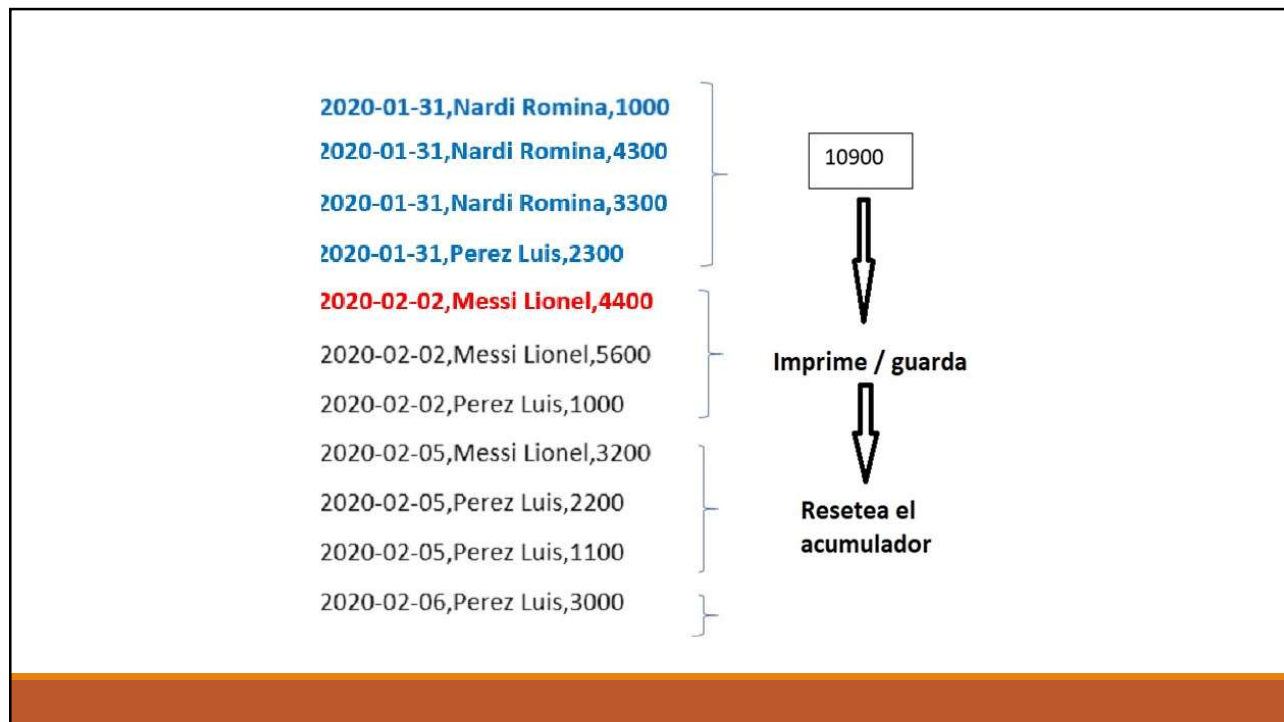 2020-01-31,Nardi Romina,1000
2020-01-31,Nardi Romina,4300
2020-01-31,Nardi Romina,3300
2020-01-31,Perez Luis,2300
2020-02-02,Messi Lionel,4400
2020-02-02,Messi Lionel,5600
2020-02-02,Perez Luis,1000
2020-02-05,Messi Lionel,3200
2020-02-05,Perez Luis,2200
2020-02-05,Perez Luis,1100
2020-02-06,Perez Luis,3000
10900
Imprime / guarda
Resetea el
acumulador